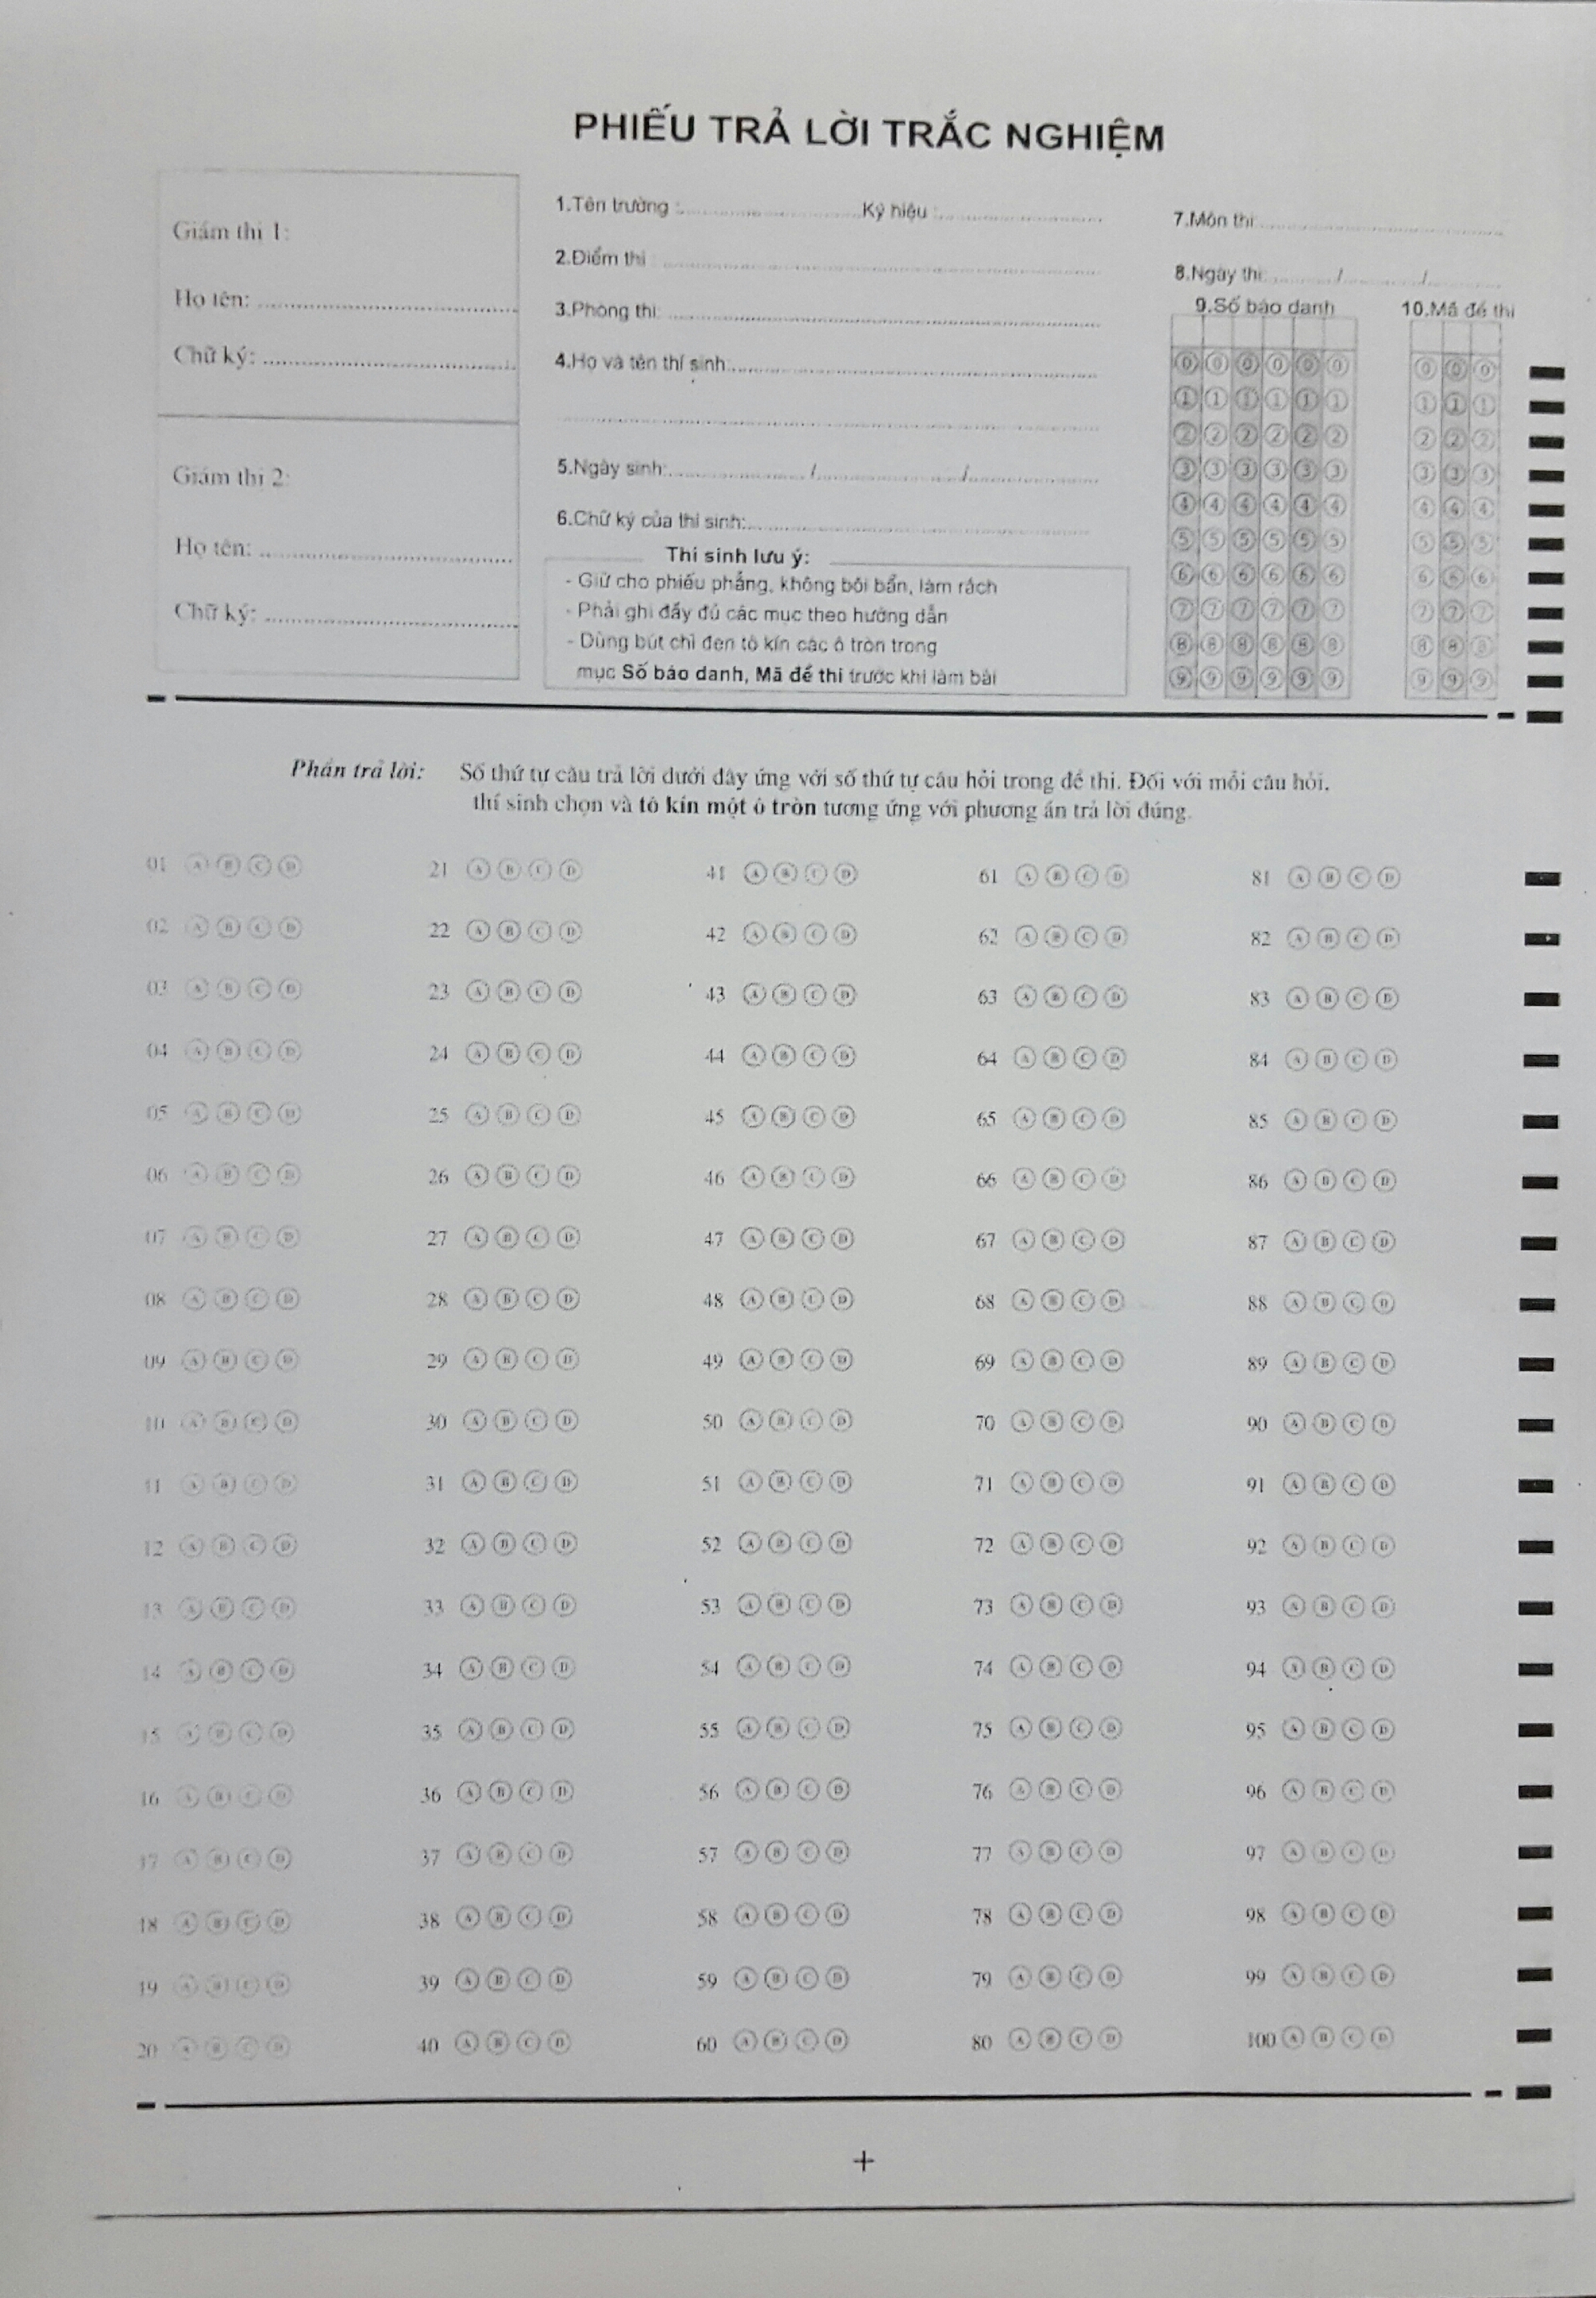 PHIẾU TRẢ LỜI TRẮC NGHIỆM
Giám thị 1:
Họ tên:
Chữ ký:
Giám thị 2:
Họ tên:
Chữ ký:
1.Tên trường : Ký hiệu :
2.Điểm thi :
3.Phòng thi:
4.Họ và tên thí sinh:
5.Ngày sinh: / /
6.Chữ ký của thí sinh:
Thí sinh lưu ý:
- Giữ cho phiếu phẳng, không bôi bẩn, làm rách
- Phải ghi đầy đủ các mục theo hướng dẫn
- Dùng bút chì đen tô kín các ô tròn trong
mục Số báo danh, Mã đề thi trước khi làm bài
7.Môn thi:
8.Ngày thi: / /
9.Số báo danh 10.Mã đề thi
0 0 0 0 0 0 0 0 0
1 1 1 1 1 1 1 1 1
2 2 2 2 2 2 2 2 2
3 3 3 3 3 3 3 3 3
4 4 4 4 4 4 4 4 4
5 5 5 5 5 5 5 5 5
6 6 6 6 6 6 6 6 6
7 7 7 7 7 7 7 7 7
8 8 8 8 8 8 8 8 8
9 9 9 9 9 9 9 9 9
Phần trả lời: Số thứ tự câu trả lời dưới đây ứng với số thứ tự câu hỏi trong đề thi. Đối với mỗi câu hỏi,
thí sinh chọn và tô kín một ô tròn tương ứng với phương án trả lời đúng.
01 A B C D 21 A B C D 41 A B C D 61 A B C D 81 A B C D
02 A B C D 22 A B C D 42 A B C D 62 A B C D 82 A B C D
03 A B C D 23 A B C D 43 A B C D 63 A B C D 83 A B C D
04 A B C D 24 A B C D 44 A B C D 64 A B C D 84 A B C D
05 A B C D 25 A B C D 45 A B C D 65 A B C D 85 A B C D
06 A B C D 26 A B C D 46 A B C D 66 A B C D 86 A B C D
07 A B C D 27 A B C D 47 A B C D 67 A B C D 87 A B C D
08 A B C D 28 A B C D 48 A B C D 68 A B C D 88 A B C D
09 A B C D 29 A B C D 49 A B C D 69 A B C D 89 A B C D
10 A B C D 30 A B C D 50 A B C D 70 A B C D 90 A B C D
11 A B C D 31 A B C D 51 A B C D 71 A B C D 91 A B C D
12 A B C D 32 A B C D 52 A B C D 72 A B C D 92 A B C D
13 A B C D 33 A B C D 53 A B C D 73 A B C D 93 A B C D
14 A B C D 34 A B C D 54 A B C D 74 A B C D 94 A B C D
15 A B C D 35 A B C D 55 A B C D 75 A B C D 95 A B C D
16 A B C D 36 A B C D 56 A B C D 76 A B C D 96 A B C D
17 A B C D 37 A B C D 57 A B C D 77 A B C D 97 A B C D
18 A B C D 38 A B C D 58 A B C D 78 A B C D 98 A B C D
19 A B C D 39 A B C D 59 A B C D 79 A B C D 99 A B C D
20 A B C D 40 A B C D 60 A B C D 80 A B C D 100 A B C D